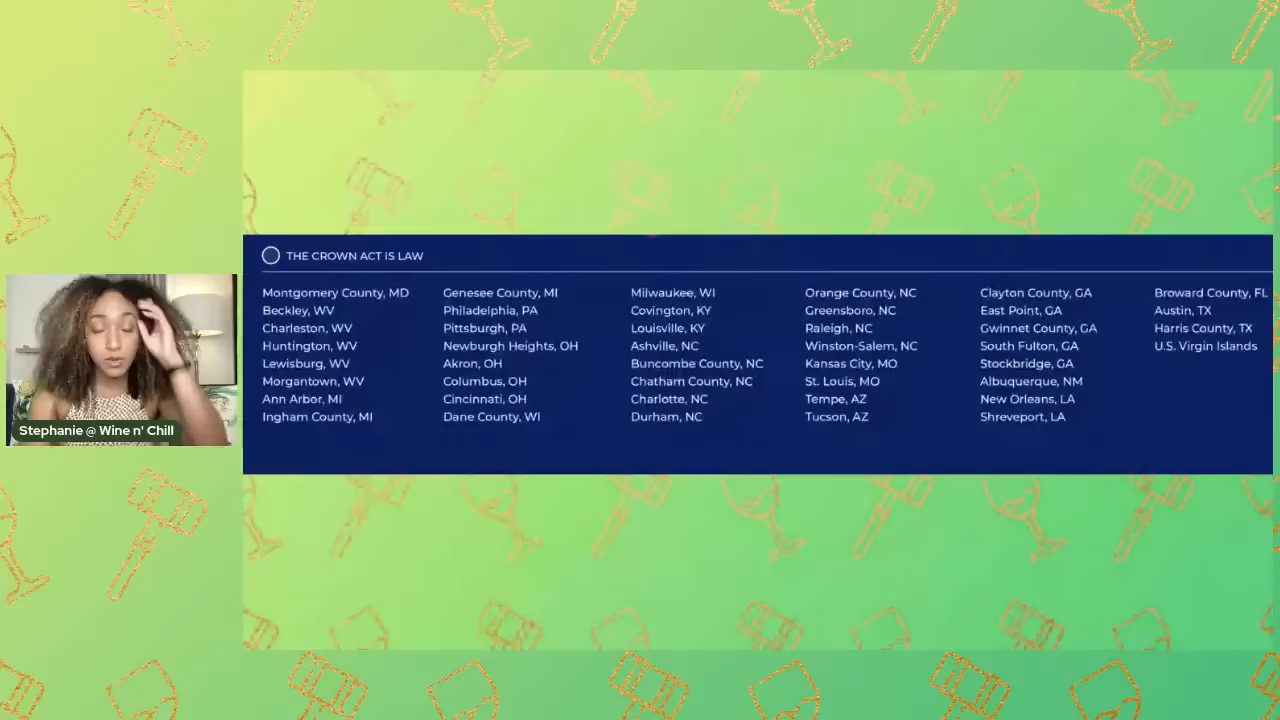 THE CROWN ACT IS LAW
Montgomery County, MD
Beckley, WV
Charleston, WV
Huntington, WV
Lewisburg, WV
Morgantown, WV
Ann Arbor, MI
Ingham County, MI
Genesee County, MI
Philadelphia, PA
Pittsburgh, PA
Newburgh Heights, OH
Akron, OH
Columbus, OH
Cincinnati, OH
Dane County, WI
Milwaukee, WI
Covington, KY
Louisville, KY
Ashville, NC
Buncombe County, NC
Chatham County, NC
Charlotte, NC
Durham, NC
Orange County, NC
Greensboro, NC
Raleigh, NC
Winston-Salem, NC
Kansas City, MO
St. Louis, MO
Tempe, AZ
Tucson, AZ
Clayton County, GA
East Point, GA
Gwinnet County, GA
South Fulton, GA
Stockbridge, GA
Albuquerque, NM
New Orleans, LA
Shreveport, LA
Broward County, FL
Austin, TX
Harris County, TX
U.S. Virgin Islands
Stephanie @ Wine n' Chill